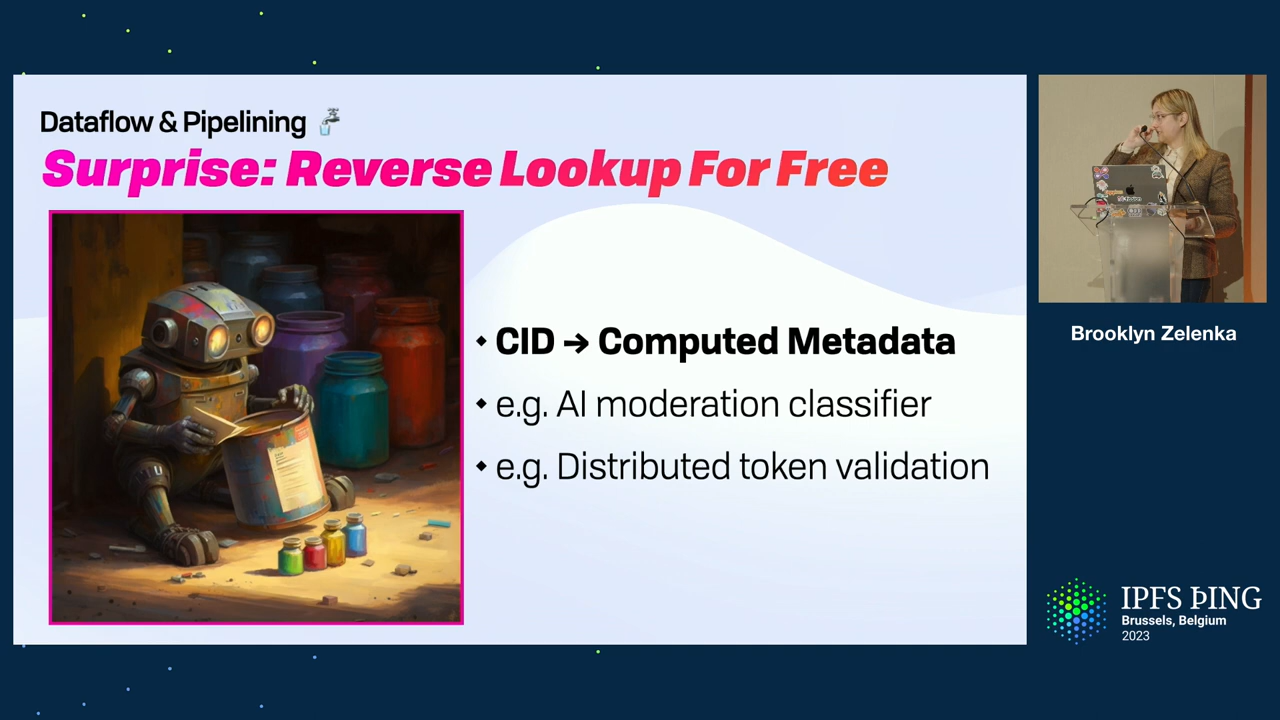 Dataflow & Pipelining
Surprise: Reverse Lookup For Free
• CID → Computed Metadata
• e.g. AI moderation classifier
• e.g. Distributed token validation
Brooklyn Zelenka
IPFS ÞING
Brussels, Belgium
2023